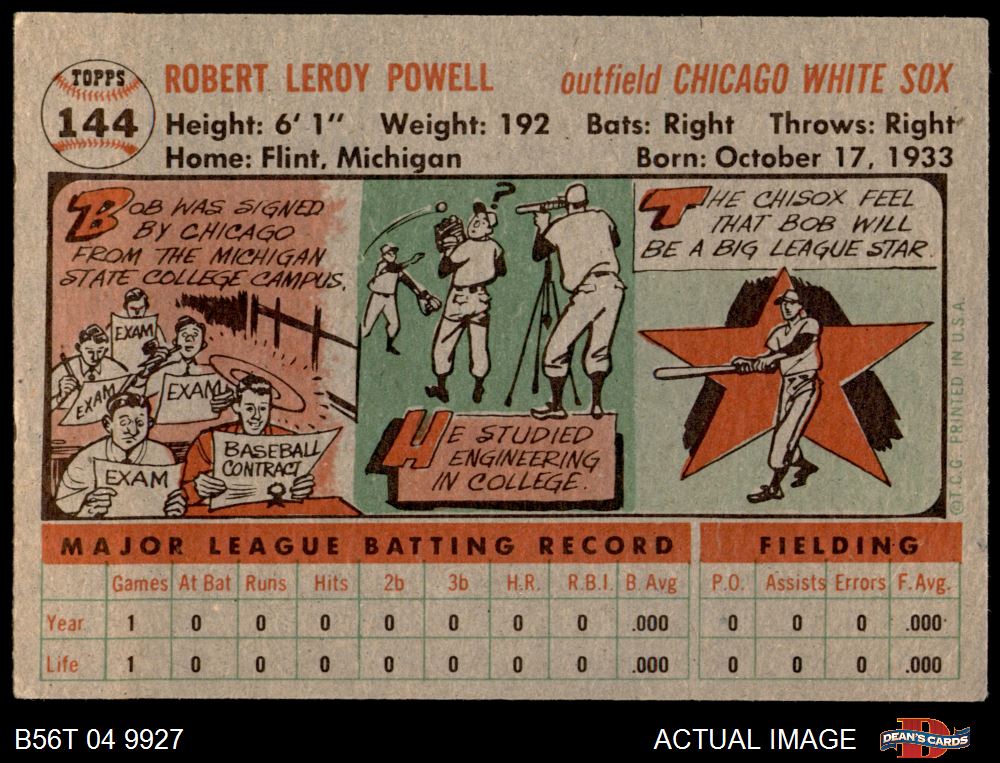 TOPPS
144
ROBERT LEROY POWELL outfield CHICAGO WHITE SOX
Height: 6' 1" Weight: 192 Bats: Right Throws: Right
Home: Flint, Michigan Born: October 17, 1933
BOB WAS SIGNED
BY CHICAGO
FROM THE MICHIGAN
STATE COLLEGE CAMPUS.
EXAM
EXAM
EXAM
EXAM
BASEBALL
CONTRACT
?
HE STUDIED
ENGINEERING
IN COLLEGE.
THE CHISOX FEEL
THAT BOB WILL
BE A BIG LEAGUE STAR.
©T.C.G. PRINTED IN U.S.A.
MAJOR LEAGUE BATTING RECORD FIELDING
Games At Bat Runs Hits 2b 3b H.R. R.B.I. B. Avg P.O. Assists Errors F. Avg.
Year 1 0 0 0 0 0 0 0 .000 0 0 0 .000
Life 1 0 0 0 0 0 0 0 .000 0 0 0 .000
B56T 04 9927 ACTUAL IMAGE DEAN'S CARDS